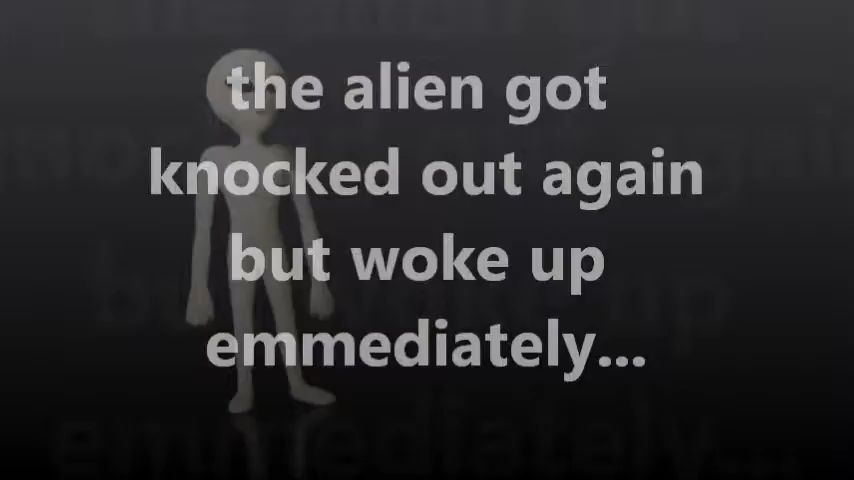 the alien got
knocked out again
but woke up
emmediately...